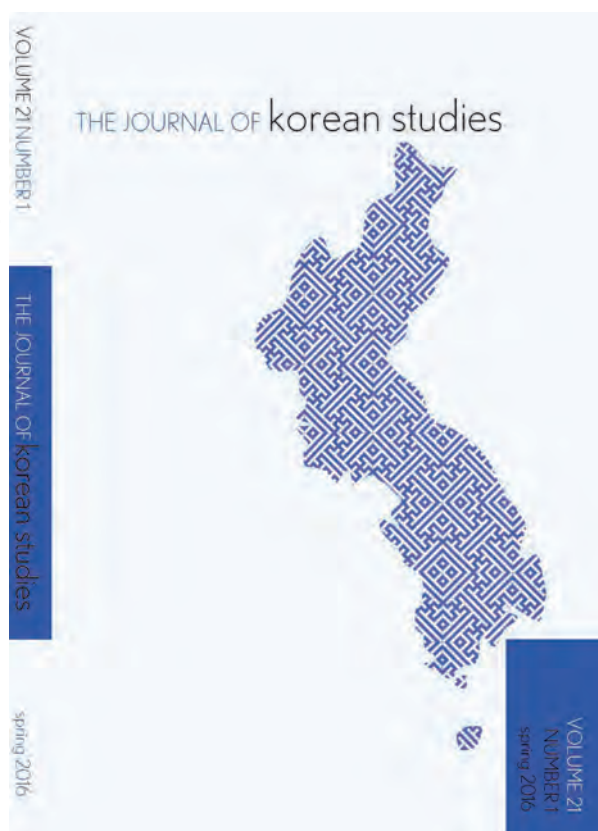 VOLUME 21 NUMBER 1
THE JOURNAL OF korean studies
spring 2016
THE JOURNAL OF korean studies
VOLUME 21
NUMBER 1
spring 2016